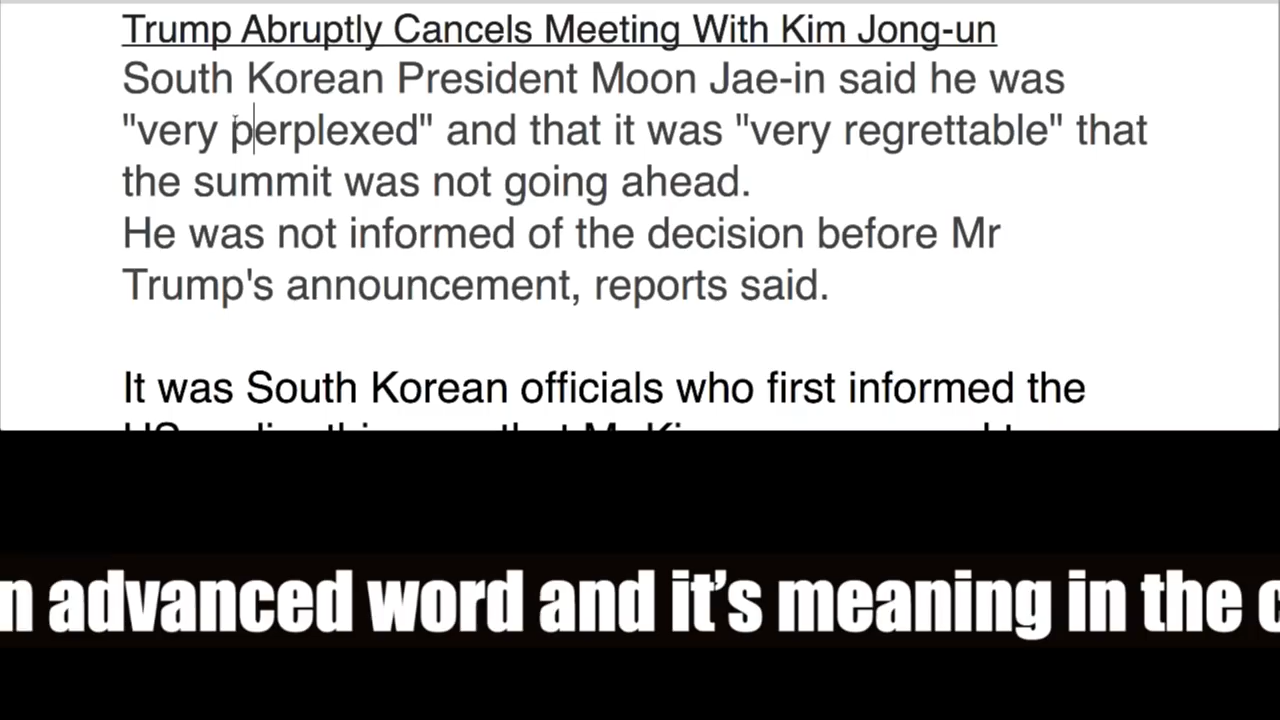 Trump Abruptly Cancels Meeting With Kim Jong-un
South Korean President Moon Jae-in said he was
"very perplexed" and that it was "very regrettable" that
the summit was not going ahead.
He was not informed of the decision before Mr
Trump's announcement, reports said.
It was South Korean officials who first informed the
advanced word and it's meaning in the